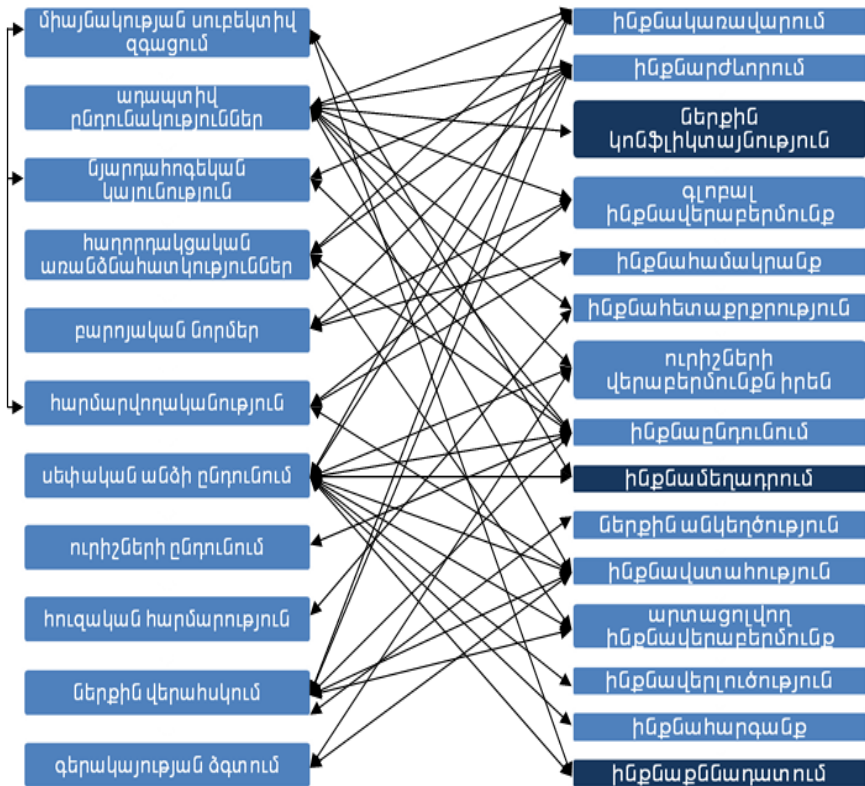 միայնակության սուբեկտիվ
զգացում
ադապտիվ
ընդունակություններ
նյարդահոգեկան
կայունություն
հաղորդակցական
առանձնահատկություններ
բարոյական նորմեր
հարմարվողականություն
սեփական անձի ընդունում
ուրիշների ընդունում
հուզական հարմարություն
ներքին վերահսկում
գերակայության ձգտում
ինքնակառավարում
ինքնարժևորում
ներքին
կոնֆլիկտայնություն
գլոբալ
ինքնավերաբերմունք
ինքնահամակրանք
ինքնահետաքրքրություն
ուրիշների
վերաբերմունքն իրեն
ինքնաընդունում
ինքնամեղադրում
ներքին անկեղծություն
ինքնավստահություն
արտացոլվող
ինքնավերաբերմունք
ինքնավերլուծություն
ինքնահարգանք
ինքնաքննադատում